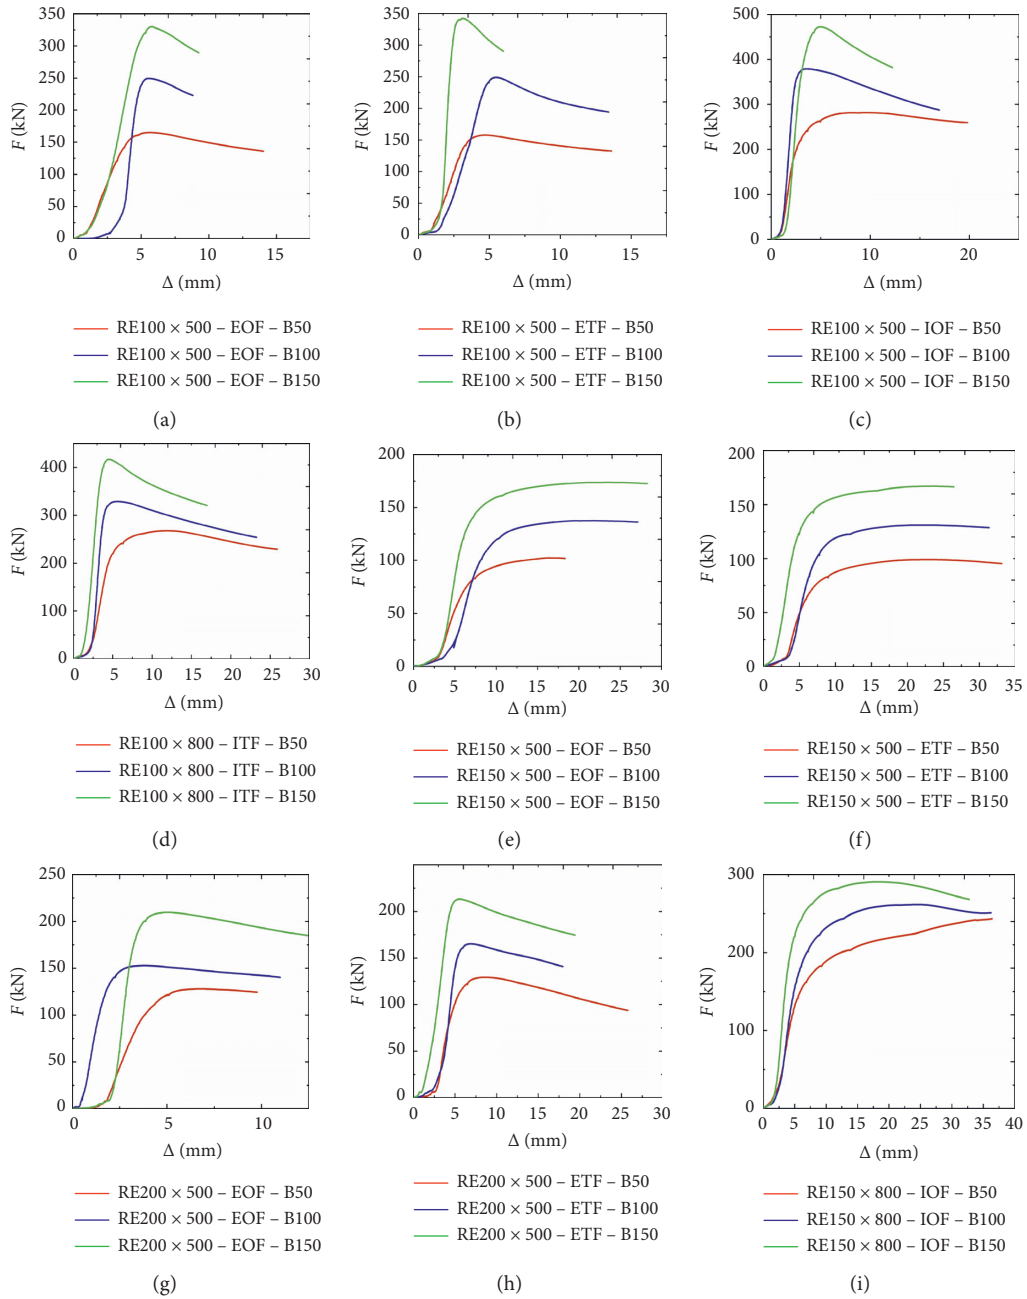 350
300
250
200
150
100
50
0
F (kN)
0 5 10 15
Δ (mm)
RE100 × 500 – EOF – B50
RE100 × 500 – EOF – B100
RE100 × 500 – EOF – B150
(a)
350
300
250
200
150
100
50
0
F (kN)
0 5 10 15
Δ (mm)
RE100 × 500 – ETF – B50
RE100 × 500 – ETF – B100
RE100 × 500 – ETF – B150
(b)
500
400
300
200
100
0
F (kN)
0 10 20
Δ (mm)
RE100 × 500 – IOF – B50
RE100 × 500 – IOF – B100
RE100 × 500 – IOF – B150
(c)
400
300
200
100
0
F (kN)
0 5 10 15 20 25 30
Δ (mm)
RE100 × 800 – ITF – B50
RE100 × 800 – ITF – B100
RE100 × 800 – ITF – B150
(d)
200
150
100
50
0
F (kN)
0 5 10 15 20 25 30
Δ (mm)
RE150 × 500 – EOF – B50
RE150 × 500 – EOF – B100
RE150 × 500 – EOF – B150
(e)
200
150
100
50
0
F (kN)
0 5 10 15 20 25 30 35
Δ (mm)
RE150 × 500 – ETF – B50
RE150 × 500 – ETF – B100
RE150 × 500 – ETF – B150
(f)
250
200
150
100
50
0
F (kN)
0 5 10
Δ (mm)
RE200 × 500 – EOF – B50
RE200 × 500 – EOF – B100
RE200 × 500 – EOF – B150
(g)
250
200
150
100
50
0
F (kN)
0 5 10 15 20 25 30
Δ (mm)
RE200 × 500 – ETF – B50
RE200 × 500 – ETF – B100
RE200 × 500 – ETF – B150
(h)
300
200
100
0
F (kN)
0 5 10 15 20 25 30 35 40
Δ (mm)
RE150 × 800 – IOF – B50
RE150 × 800 – IOF – B100
RE150 × 800 – IOF – B150
(i)